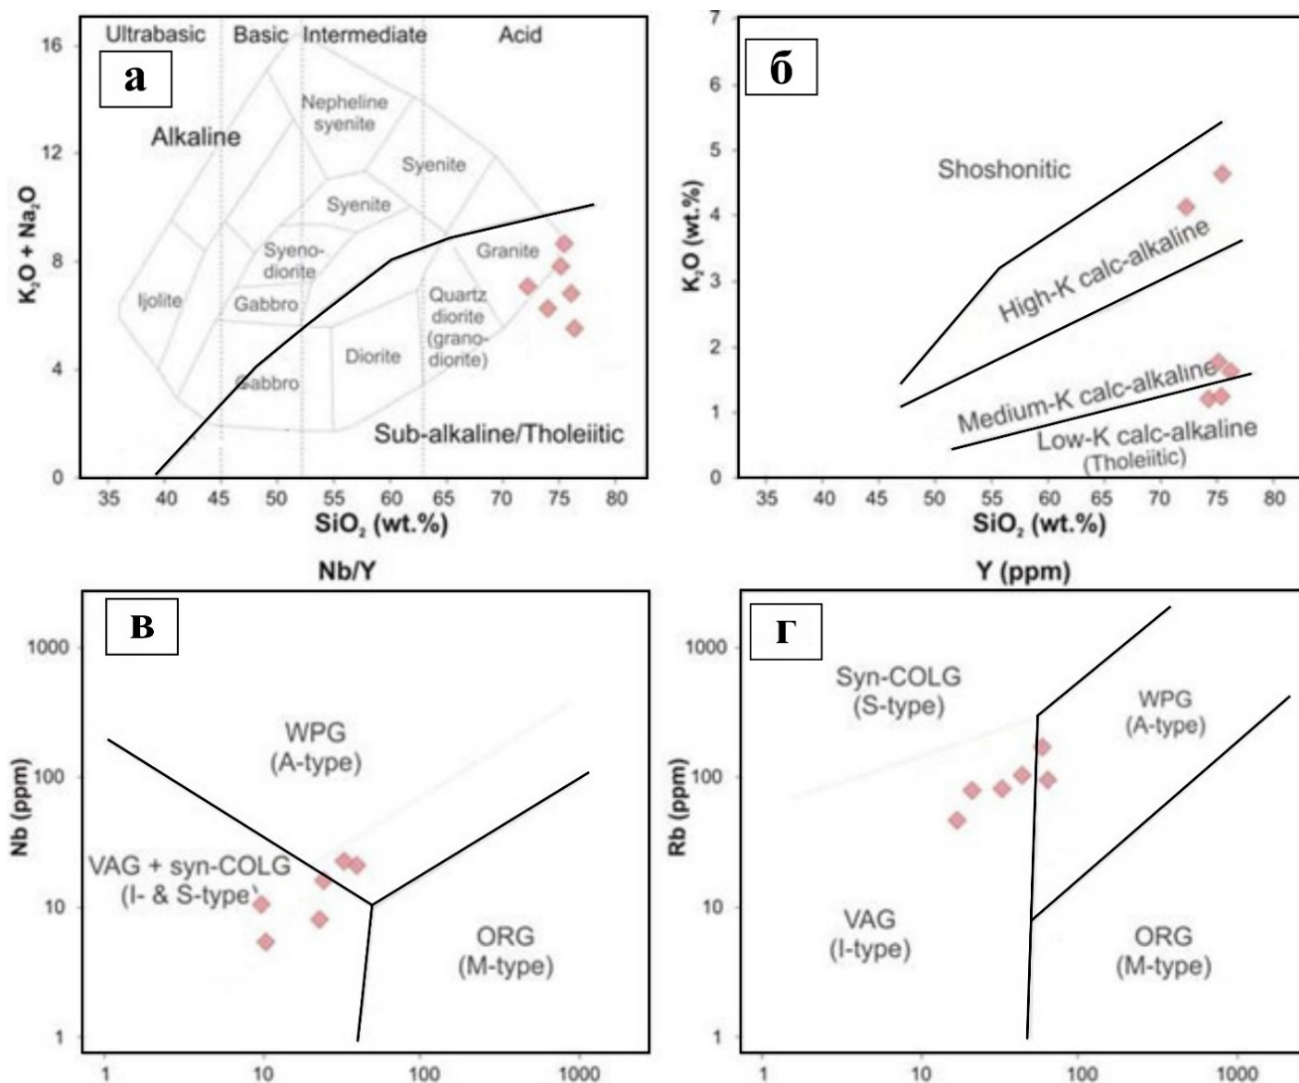 а
Ultrabasic
Basic
Intermediate
Acid
K₂O + Na₂O
16
12
8
4
0
Alkaline
Nepheline
syenite
Syenite
Syenite
Syeno-
diorite
Granite
Ijolite
Gabbro
Quartz
diorite
(grano-
diorite)
Diorite
Gabbro
Sub-alkaline/Tholeiitic
35 40 45 50 55 60 65 70 75 80
SiO₂ (wt.%)
б
K₂O (wt.%)
7
6
5
4
3
2
1
0
Shoshonitic
High-K calc-alkaline
Medium-K calc-alkaline
Low-K calc-alkaline
(Tholeiitic)
35 40 45 50 55 60 65 70 75 80
SiO₂ (wt.%)
Nb/Y
в
Nb (ppm)
1000
100
10
1
WPG
(A-type)
VAG + syn-COLG
(I- & S-type)
ORG
(M-type)
1 10 100 1000
Y (ppm)
г
Rb (ppm)
1000
100
10
1
Syn-COLG
(S-type)
WPG
(A-type)
VAG
(I-type)
ORG
(M-type)
1 10 100 1000